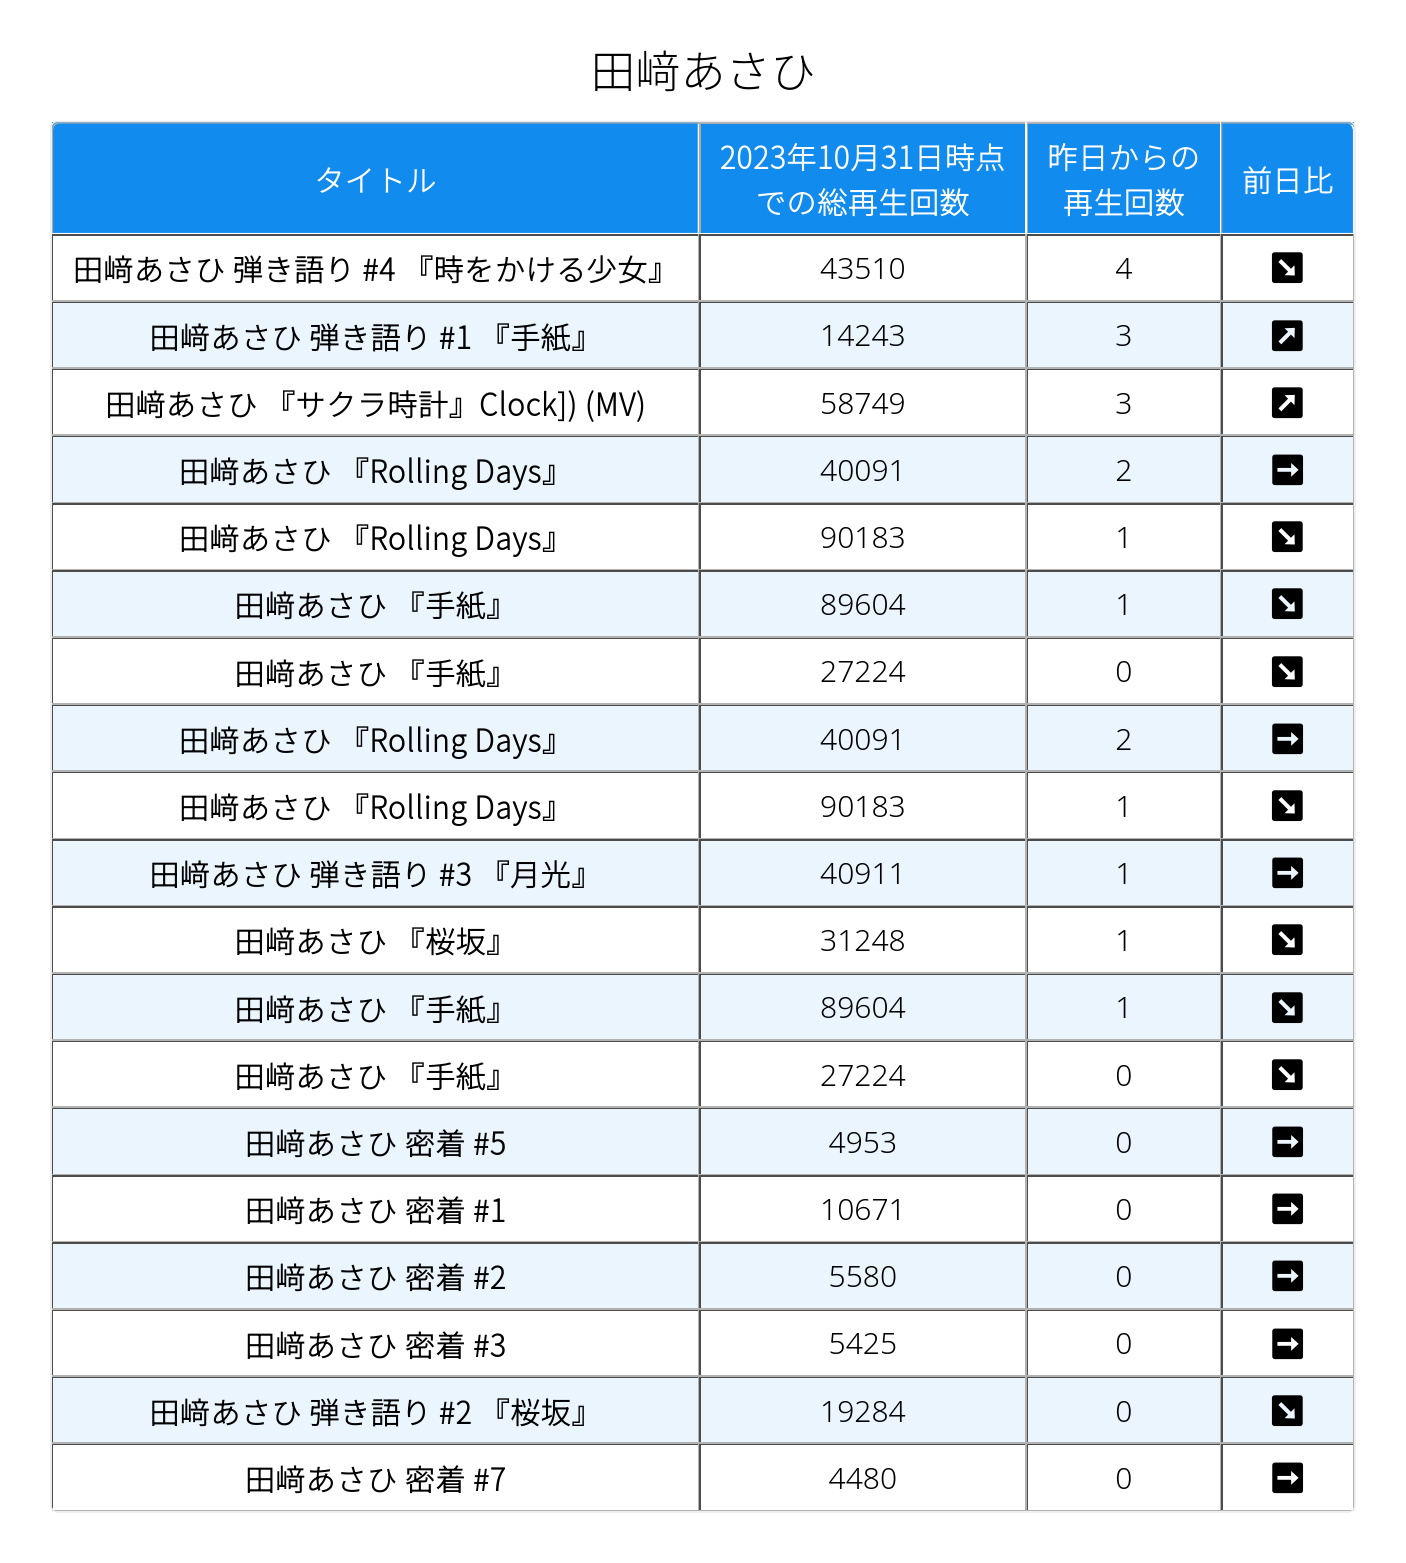 田﨑あさひ
タイトル
2023年10月31日時点
での総再生回数
昨日からの
再生回数
前日比
田﨑あさひ 弾き語り #4 『時をかける少女』 43510 4 ↘
田﨑あさひ 弾き語り #1 『手紙』 14243 3 ↗
田﨑あさひ 『サクラ時計』Clock]) (MV) 58749 3 ↗
田﨑あさひ 『Rolling Days』 40091 2 →
田﨑あさひ 『Rolling Days』 90183 1 ↘
田﨑あさひ 『手紙』 89604 1 ↘
田﨑あさひ 『手紙』 27224 0 ↘
田﨑あさひ 『Rolling Days』 40091 2 →
田﨑あさひ 『Rolling Days』 90183 1 ↘
田﨑あさひ 弾き語り #3 『月光』 40911 1 →
田﨑あさひ 『桜坂』 31248 1 ↘
田﨑あさひ 『手紙』 89604 1 ↘
田﨑あさひ 『手紙』 27224 0 ↘
田﨑あさひ 密着 #5 4953 0 →
田﨑あさひ 密着 #1 10671 0 →
田﨑あさひ 密着 #2 5580 0 →
田﨑あさひ 密着 #3 5425 0 →
田﨑あさひ 弾き語り #2 『桜坂』 19284 0 ↘
田﨑あさひ 密着 #7 4480 0 →